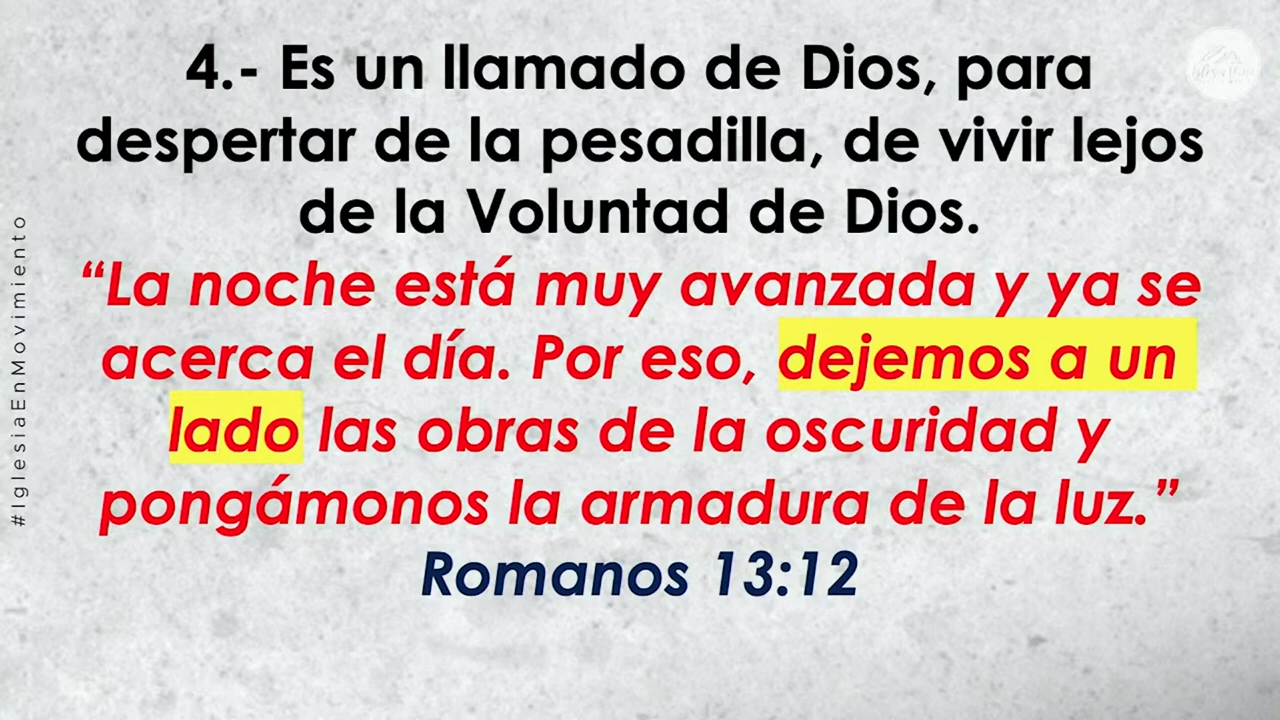 4.- Es un llamado de Dios, para
despertar de la pesadilla, de vivir lejos
de la Voluntad de Dios.
“La noche está muy avanzada y ya se
acerca el día. Por eso, dejemos a un
lado las obras de la oscuridad y
pongámonos la armadura de la luz.”
Romanos 13:12
#IglesiaEnMovimiento